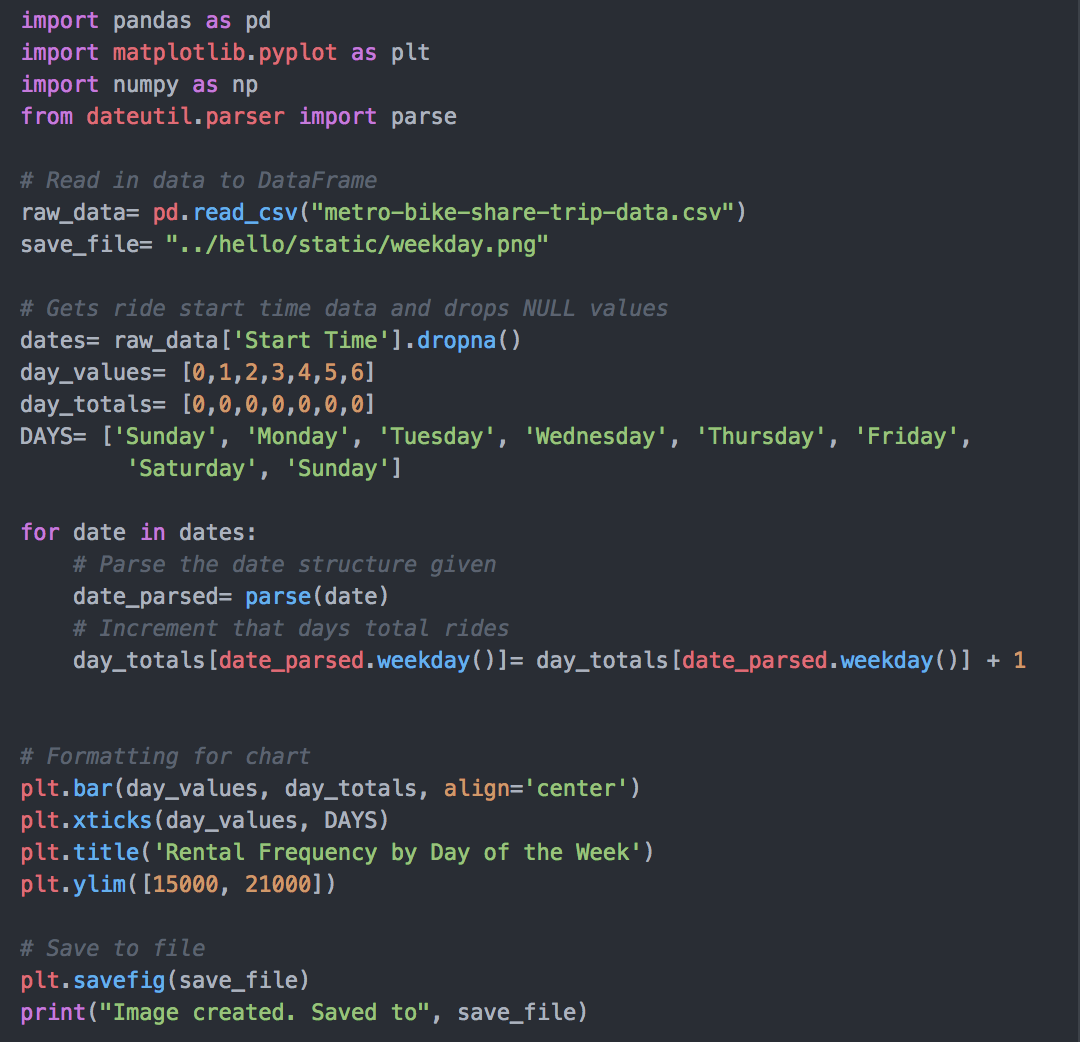 import pandas as pd
import matplotlib.pyplot as plt
import numpy as np
from dateutil.parser import parse

# Read in data to DataFrame
raw_data= pd.read_csv("metro-bike-share-trip-data.csv")
save_file= "../hello/static/weekday.png"

# Gets ride start time data and drops NULL values
dates= raw_data['Start Time'].dropna()
day_values= [0,1,2,3,4,5,6]
day_totals= [0,0,0,0,0,0,0]
DAYS= ['Sunday', 'Monday', 'Tuesday', 'Wednesday', 'Thursday', 'Friday',
        'Saturday', 'Sunday']

for date in dates:
    # Parse the date structure given
    date_parsed= parse(date)
    # Increment that days total rides
    day_totals[date_parsed.weekday()]= day_totals[date_parsed.weekday()] + 1


# Formatting for chart
plt.bar(day_values, day_totals, align='center')
plt.xticks(day_values, DAYS)
plt.title('Rental Frequency by Day of the Week')
plt.ylim([15000, 21000])

# Save to file
plt.savefig(save_file)
print("Image created. Saved to", save_file)